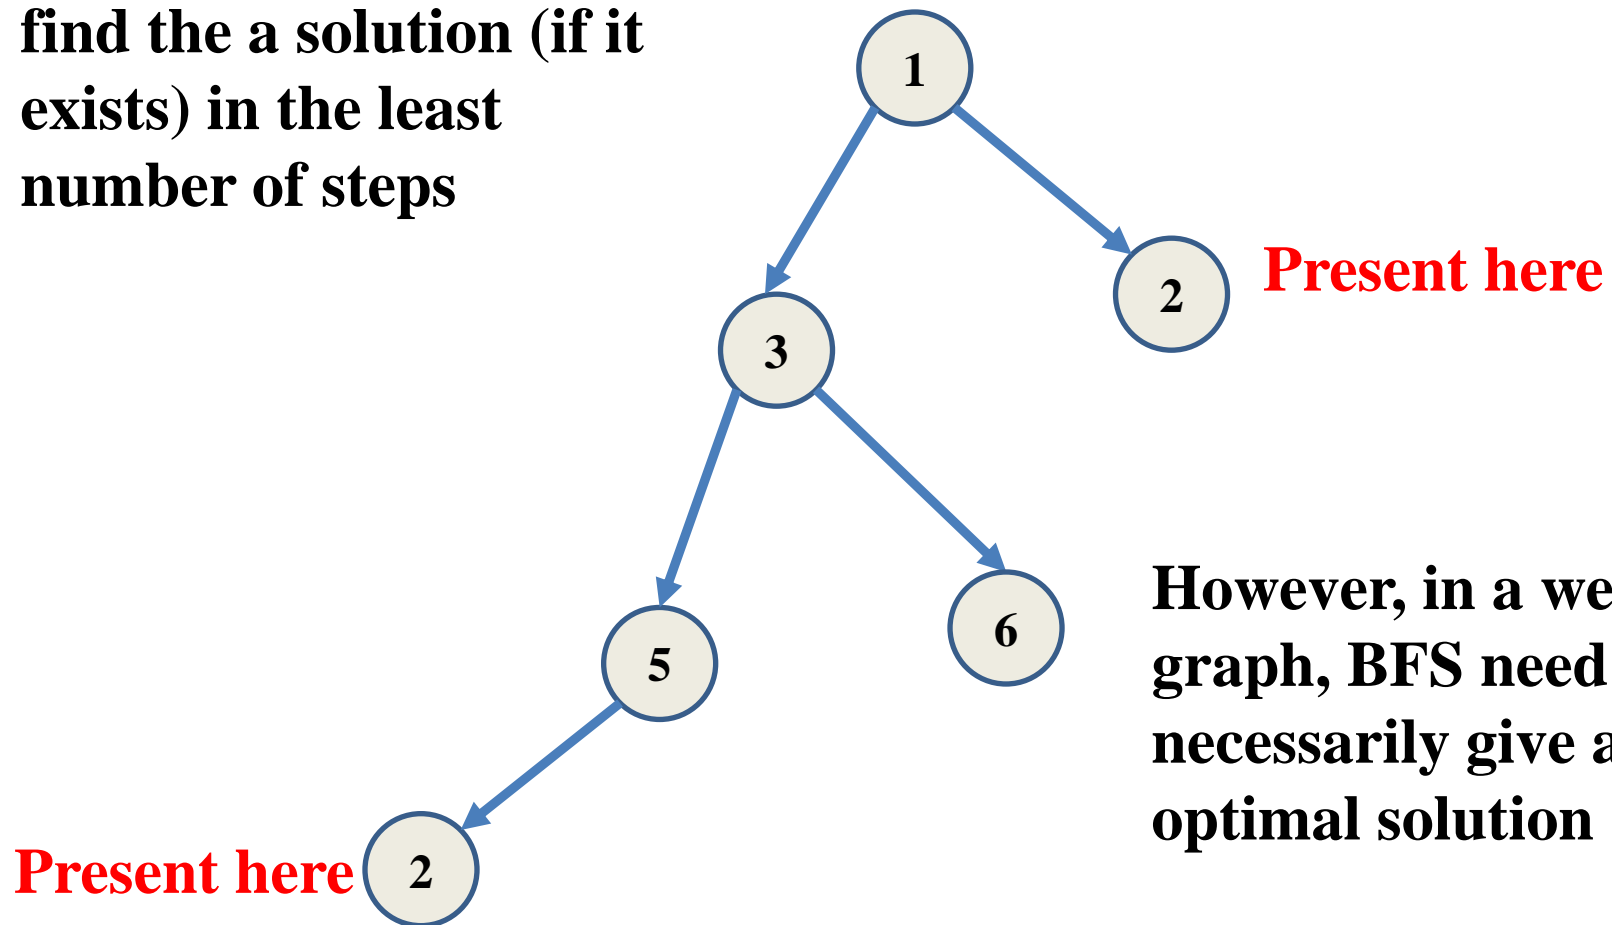 find the a solution (if it
exists) in the least
number of steps
1
2
Present here
3
However, in a we
graph, BFS need
necessarily give a
optimal solution
6
5
Present here
2